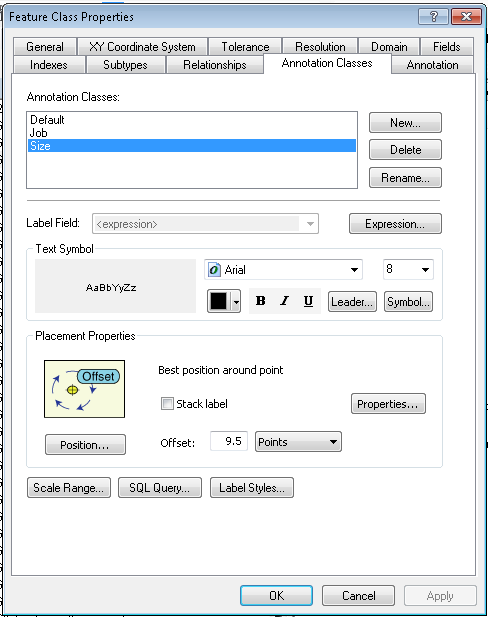 Feature Class Properties
General XY Coordinate System Tolerance Resolution Domain Fields
Indexes Subtypes Relationships Annotation Classes Annotation
Annotation Classes:
Default
Job
Size
New...
Delete
Rename...
Label Field: <expression> Expression...
Text Symbol
AaBbYyZz
Arial 8
B I U Leader... Symbol...
Placement Properties
Offset
Best position around point
Stack label Properties...
Position... Offset: 9.5 Points
Scale Range... SQL Query... Label Styles...
OK Cancel Apply